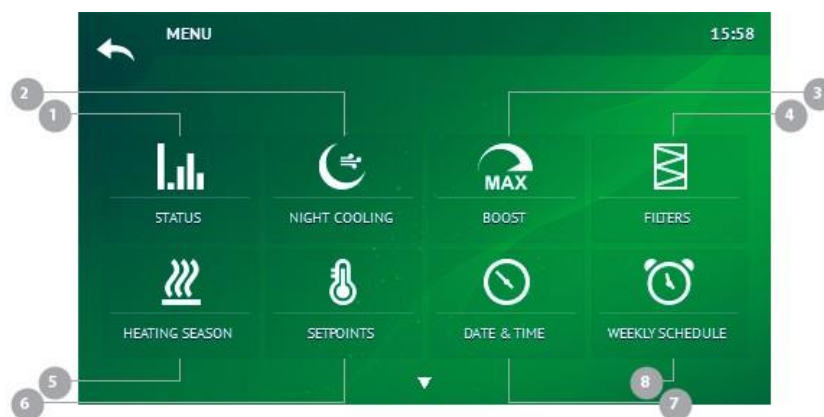 MENU 15:58
2
3
1
4
MAX
STATUS NIGHT COOLING BOOST FILTERS
HEATING SEASON SETPOINTS DATE & TIME WEEKLY SCHEDULE
5
8
6
7